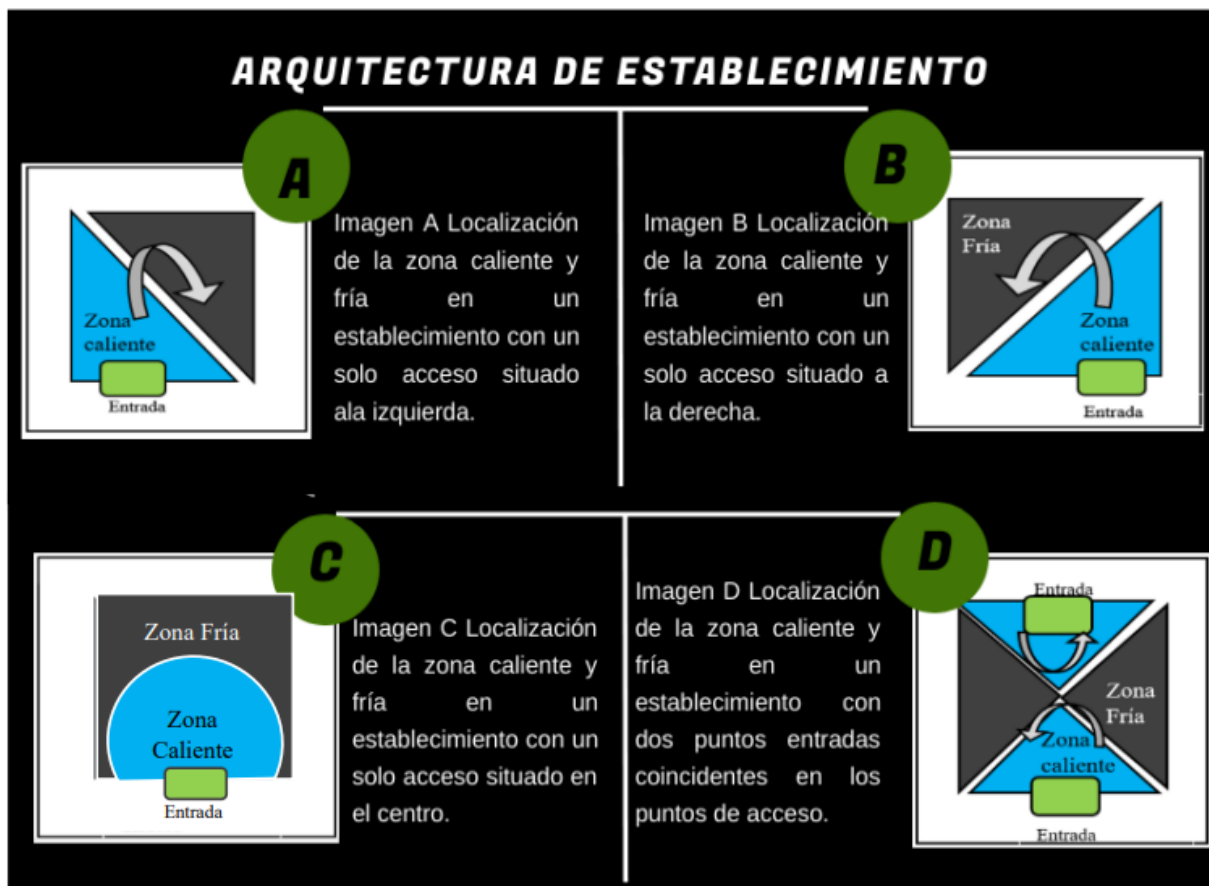 ARQUITECTURA DE ESTABLECIMIENTO
A
Zona
caliente
Entrada
Imagen A Localización
de la zona caliente y
fría en un
establecimiento con un
solo acceso situado
ala izquierda.
B
Imagen B Localización
de la zona caliente y
fría en un
establecimiento con un
solo acceso situado a
la derecha.
Zona
Fría
Zona
caliente
Entrada
C
Zona Fría
Zona
Caliente
Entrada
Imagen C Localización
de la zona caliente y
fría en un
establecimiento con un
solo acceso situado en
el centro.
D
Imagen D Localización
de la zona caliente y
fría en un
establecimiento con
dos puntos entradas
coincidentes en los
puntos de acceso.
Entrada
Zona
Fría
Zona
caliente
Entrada